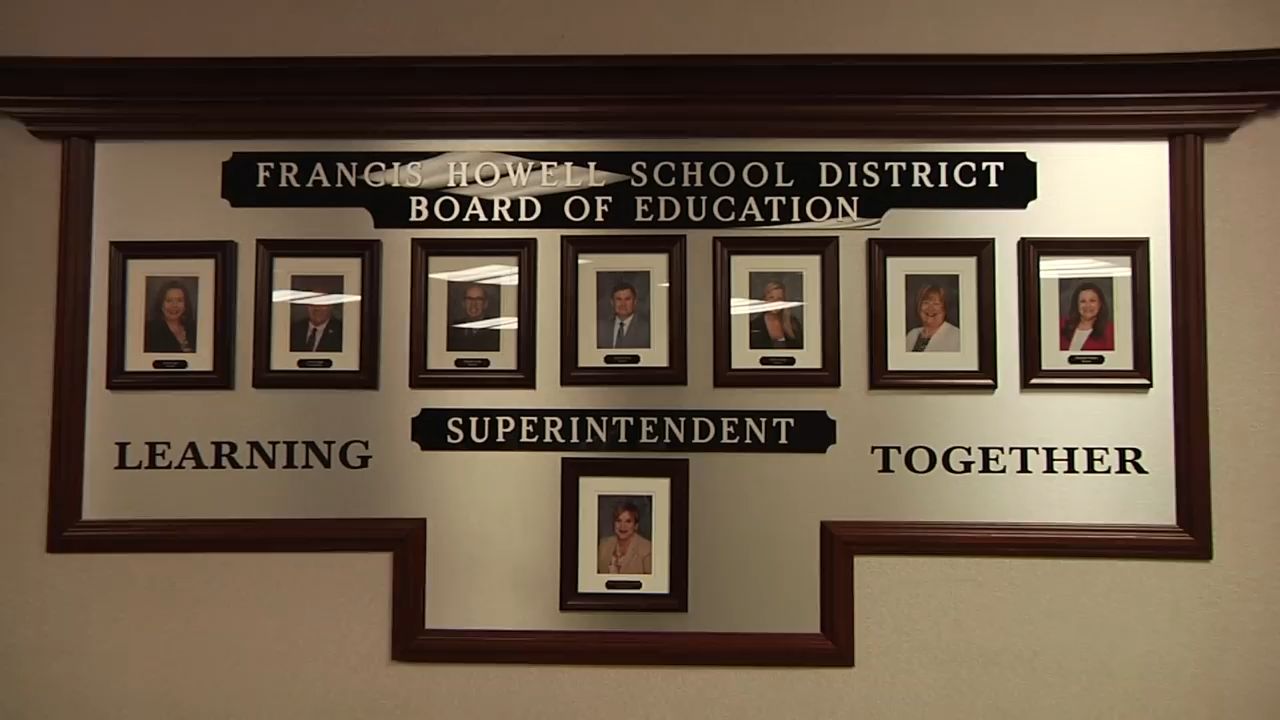 FRANCIS HOWELL SCHOOL DISTRICT
BOARD OF EDUCATION
SUPERINTENDENT
LEARNING
TOGETHER